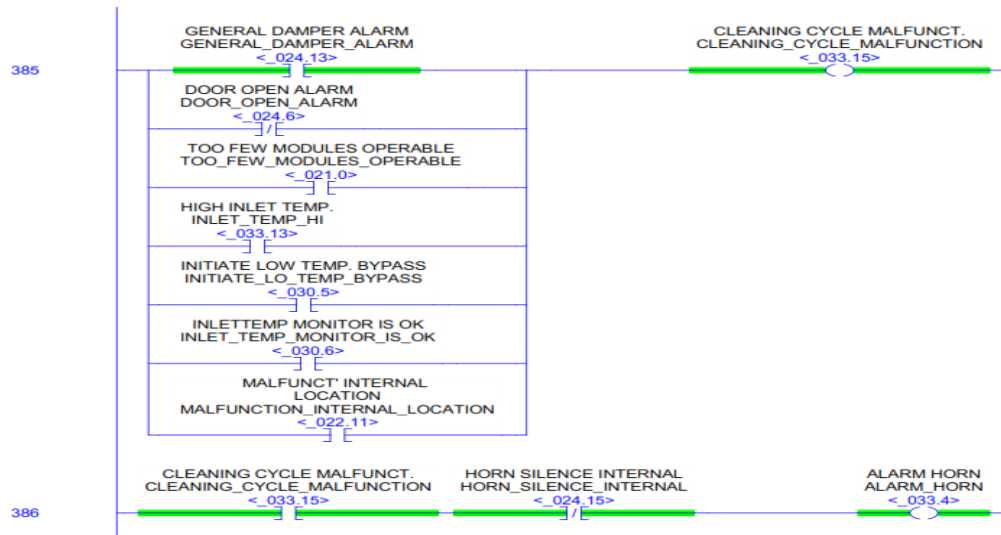 GENERAL DAMPER ALARM
GENERAL_DAMPER_ALARM
<_024.13>
CLEANING CYCLE MALFUNCT.
CLEANING_CYCLE_MALFUNCTION
<_033.15>
385
DOOR OPEN ALARM
DOOR_OPEN_ALARM
<_024.6>
TOO FEW MODULES OPERABLE
TOO_FEW_MODULES_OPERABLE
<_021.0>
HIGH INLET TEMP.
INLET_TEMP_HI
<_033.13>
INITIATE LOW TEMP. BYPASS
INITIATE_LO_TEMP_BYPASS
<_030.5>
INLETTEMP MONITOR IS OK
INLET_TEMP_MONITOR_IS_OK
<_030.6>
MALFUNCT' INTERNAL
LOCATION
MALFUNCTION_INTERNAL_LOCATION
<_022.11>
CLEANING CYCLE MALFUNCT.
CLEANING_CYCLE_MALFUNCTION
<_033.15>
HORN SILENCE INTERNAL
HORN_SILENCE_INTERNAL
<_024.15>
ALARM HORN
ALARM_HORN
<_033.4>
386